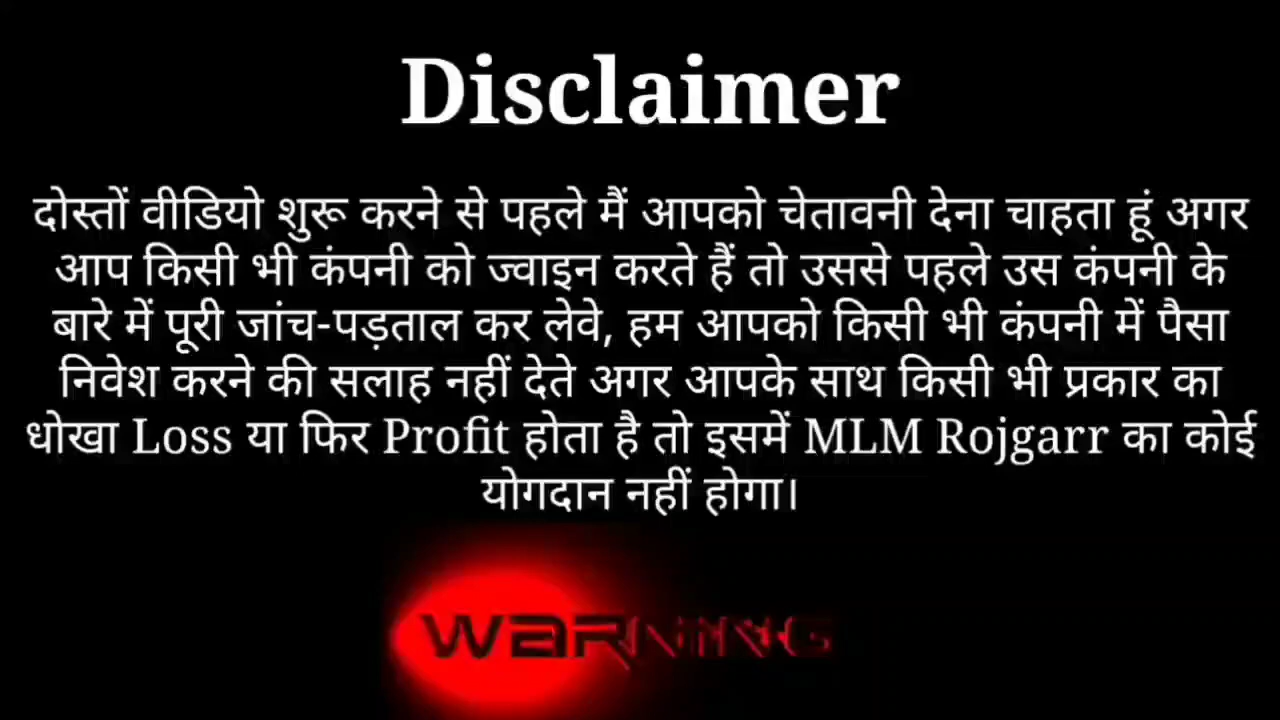 Disclaimer
दोस्तों वीडियो शुरू करने से पहले मैं आपको चेतावनी देना चाहता हूं अगर
आप किसी भी कंपनी को ज्वाइन करते हैं तो उससे पहले उस कंपनी के
बारे में पूरी जांच-पड़ताल कर लेवे, हम आपको किसी भी कंपनी में पैसा
निवेश करने की सलाह नहीं देते अगर आपके साथ किसी भी प्रकार का
धोखा Loss या फिर Profit होता है तो इसमें MLM Rojgarr का कोई
योगदान नहीं होगा।
WARNING